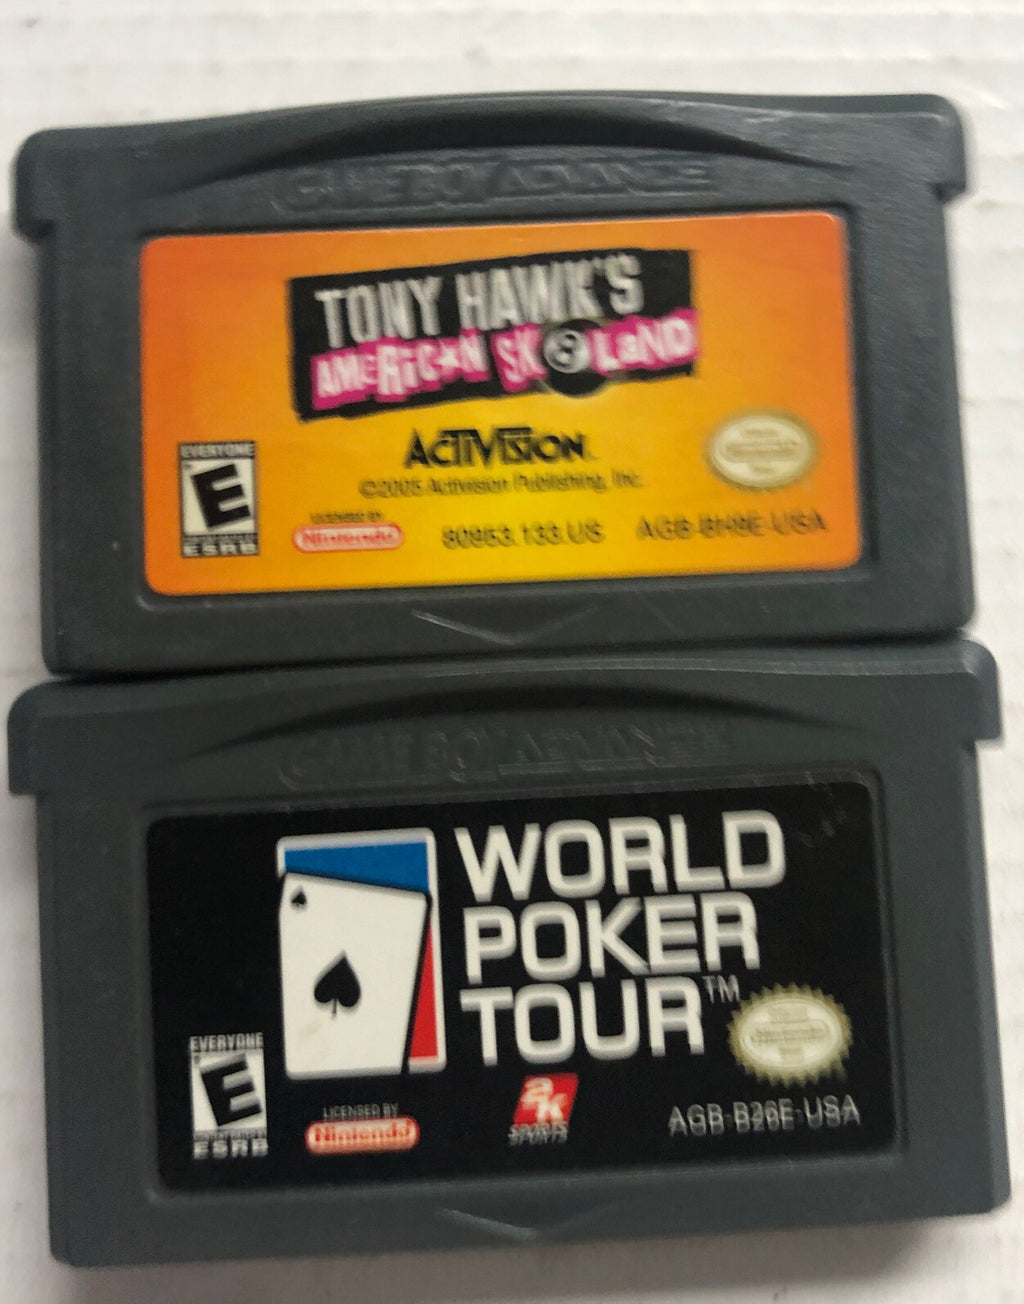 GAME BOY ADVANCE
TONY HAWK'S
AMERICAN SK8LAND
ACTIVISION
©2005 Activision Publishing, Inc.
EVERYONE
E
ESRB
LICENSED BY
Nintendo
80953.133.US
AGB-BH9E-USA
GAME BOY ADVANCE
WORLD
POKER
TOUR™
EVERYONE
E
ESRB
LICENSED BY
Nintendo
2K
SPORTS
Nintendo
AGB-B26E-USA